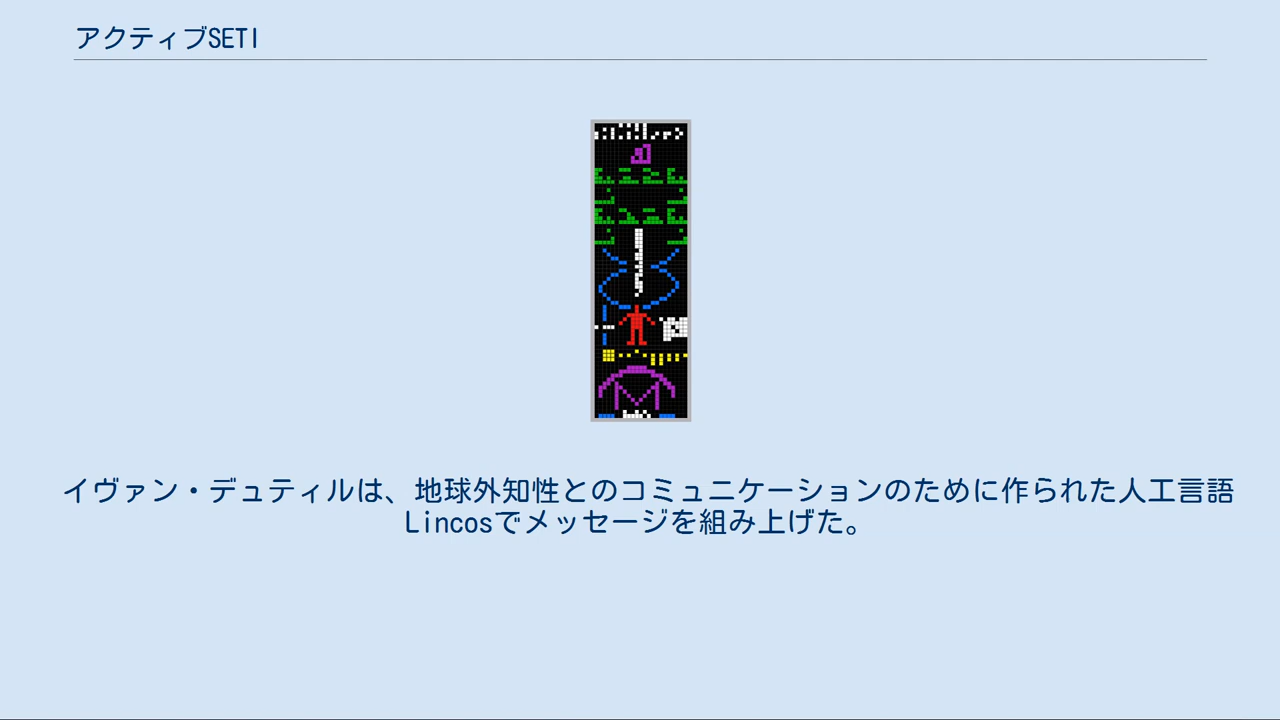 アクティブSETI
イヴァン・デュティルは、地球外知性とのコミュニケーションのために作られた人工言語
Lincosでメッセージを組み上げた。